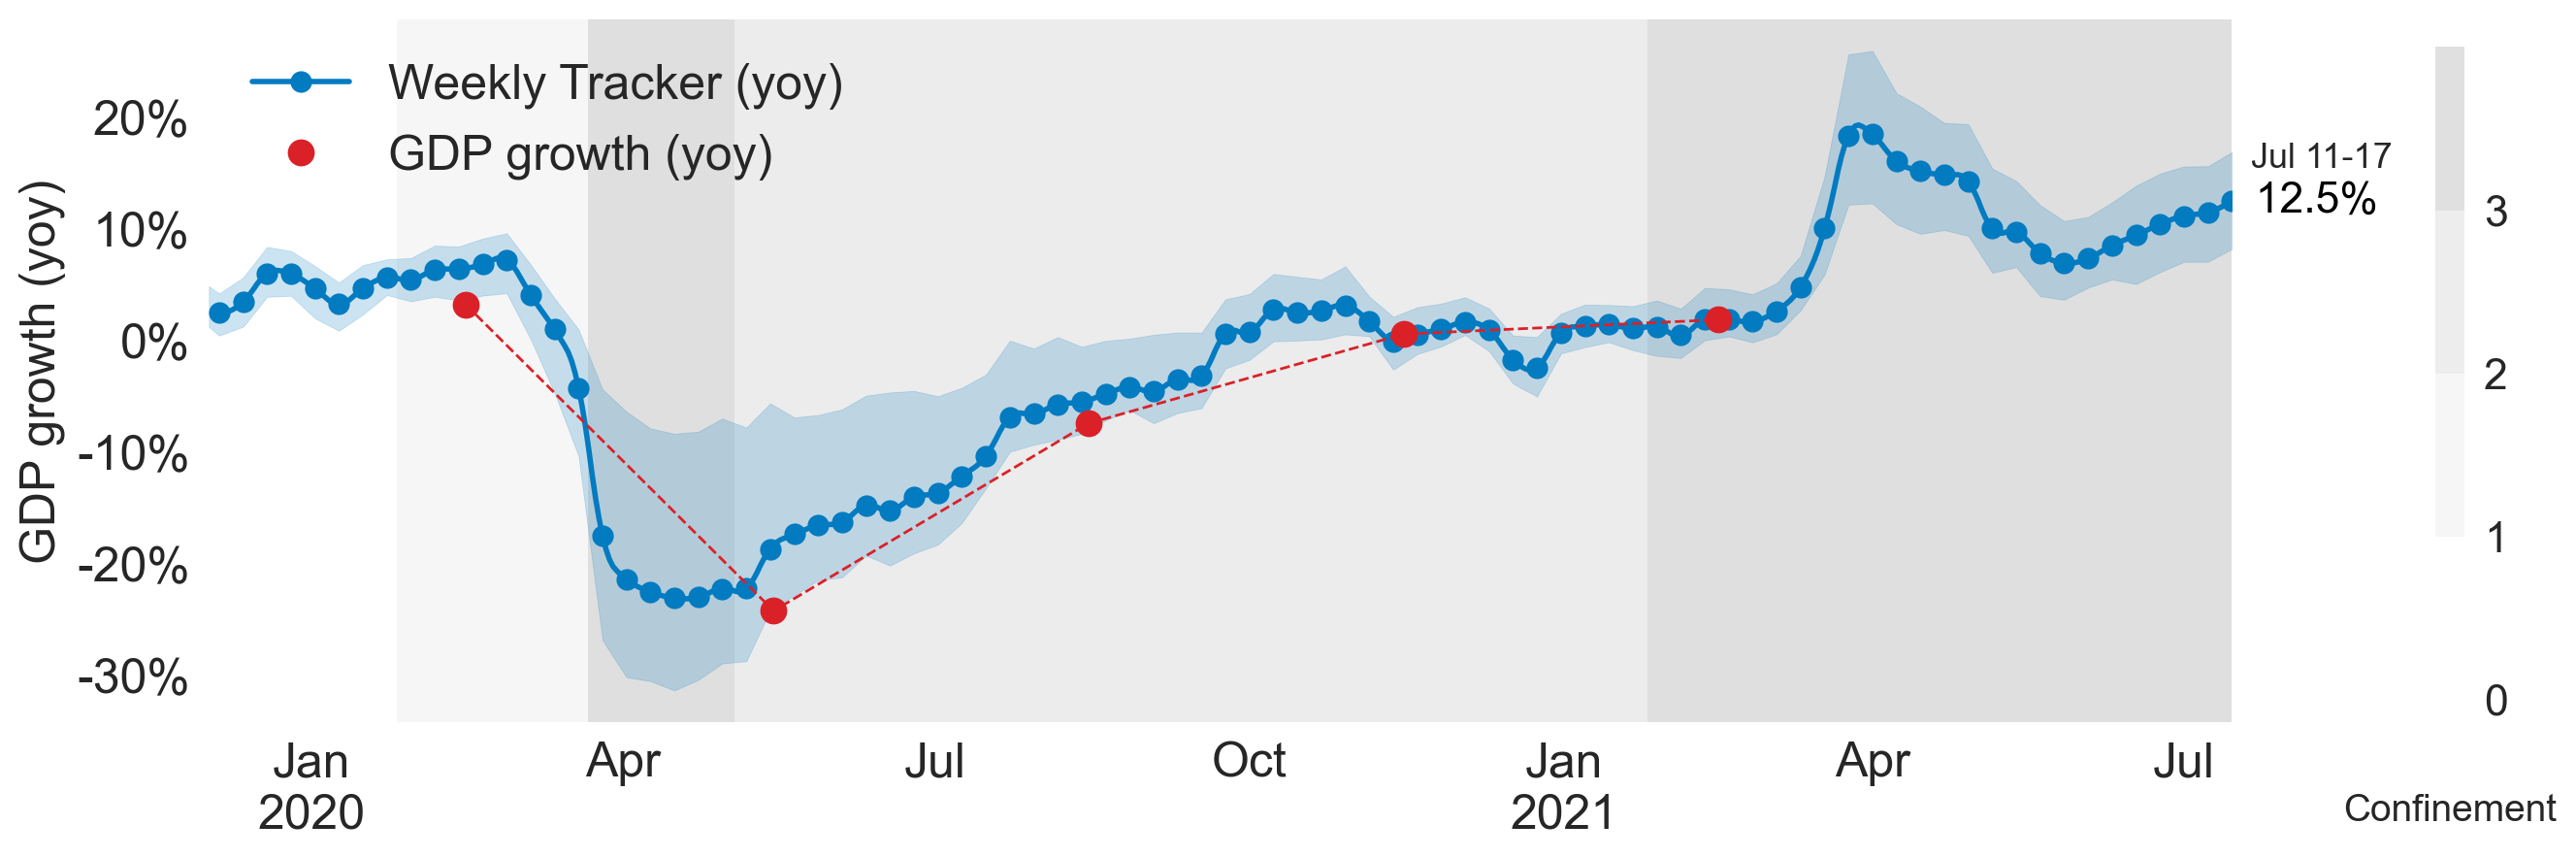 Weekly Tracker (yoy)
GDP growth (yoy)
GDP growth (yoy)
20%
10%
0%
-10%
-20%
-30%
Jan
2020
Apr
Jul
Oct
Jan
2021
Apr
Jul
Jul 11-17
12.5%
3
2
1
0
Confinement